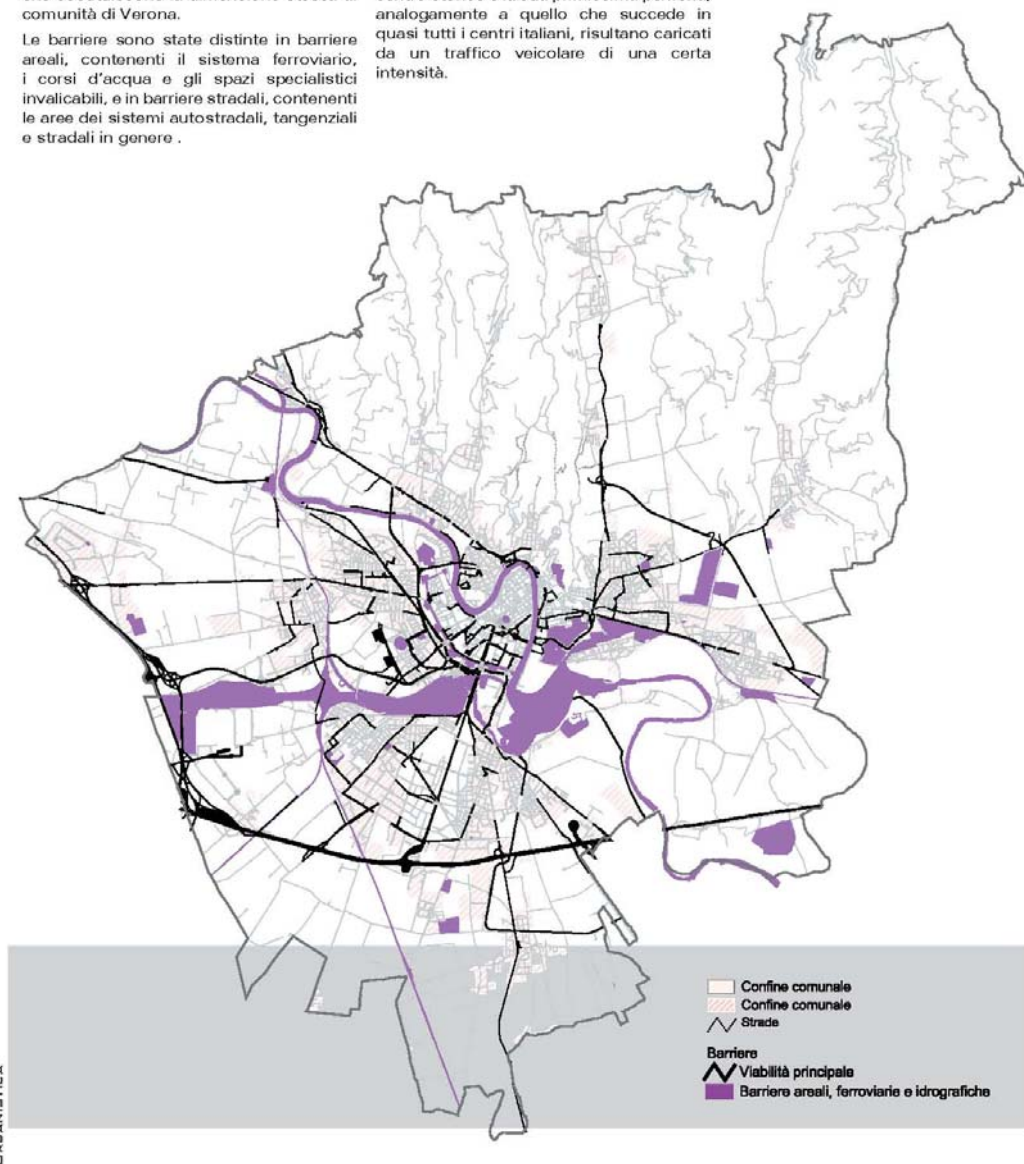 comunità di Verona.
Le barriere sono state distinte in barriere
areali, contenenti il sistema ferroviario,
i corsi d'acqua e gli spazi specialistici
invalicabili, e in barriere stradali, contenenti
le aree dei sistemi autostradali, tangenziali
e stradali in genere .
analogamente a quello che succede in
quasi tutti i centri italiani, risultano caricati
da un traffico veicolare di una certa
intensità.
Confine comunale
Confine comunale
Strade
Barriere
Viabilità principale
Barriere areali, ferroviarie e idrografiche